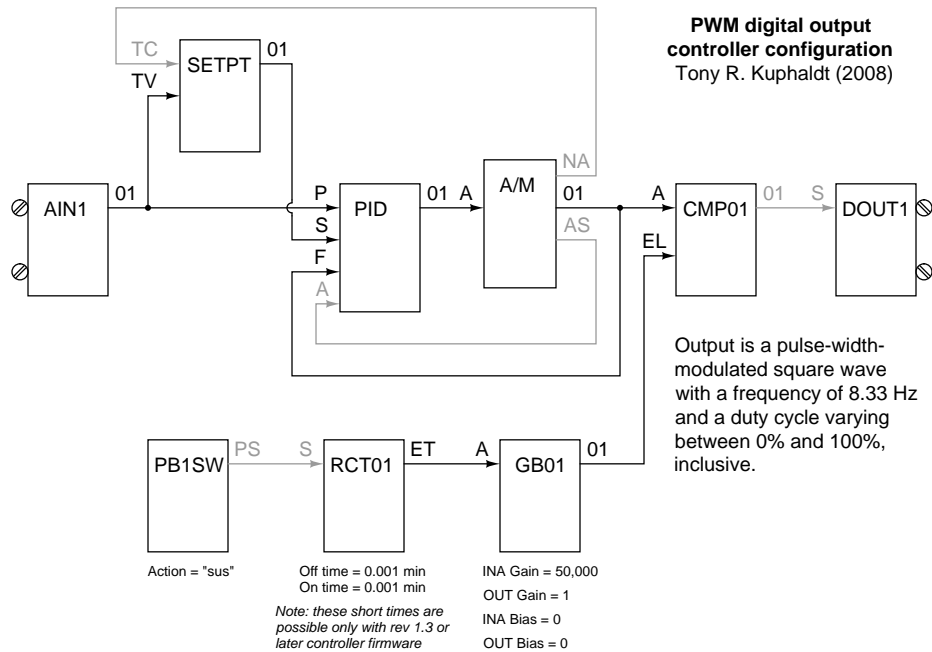 PWM digital output
controller configuration
Tony R. Kuphaldt (2008)
TC
01
SETPT
TV
NA
01
P
01
A
A/M
01
A
01
S
AIN1
PID
CMP01
DOUT1
S
AS
EL
F
A
Output is a pulse-width-
modulated square wave
with a frequency of 8.33 Hz
and a duty cycle varying
between 0% and 100%,
inclusive.
PS
S
ET
A
01
PB1SW
RCT01
GB01
Action = "sus"
Off time = 0.001 min
On time = 0.001 min
Note: these short times are
possible only with rev 1.3 or
later controller firmware
INA Gain = 50,000
OUT Gain = 1
INA Bias = 0
OUT Bias = 0